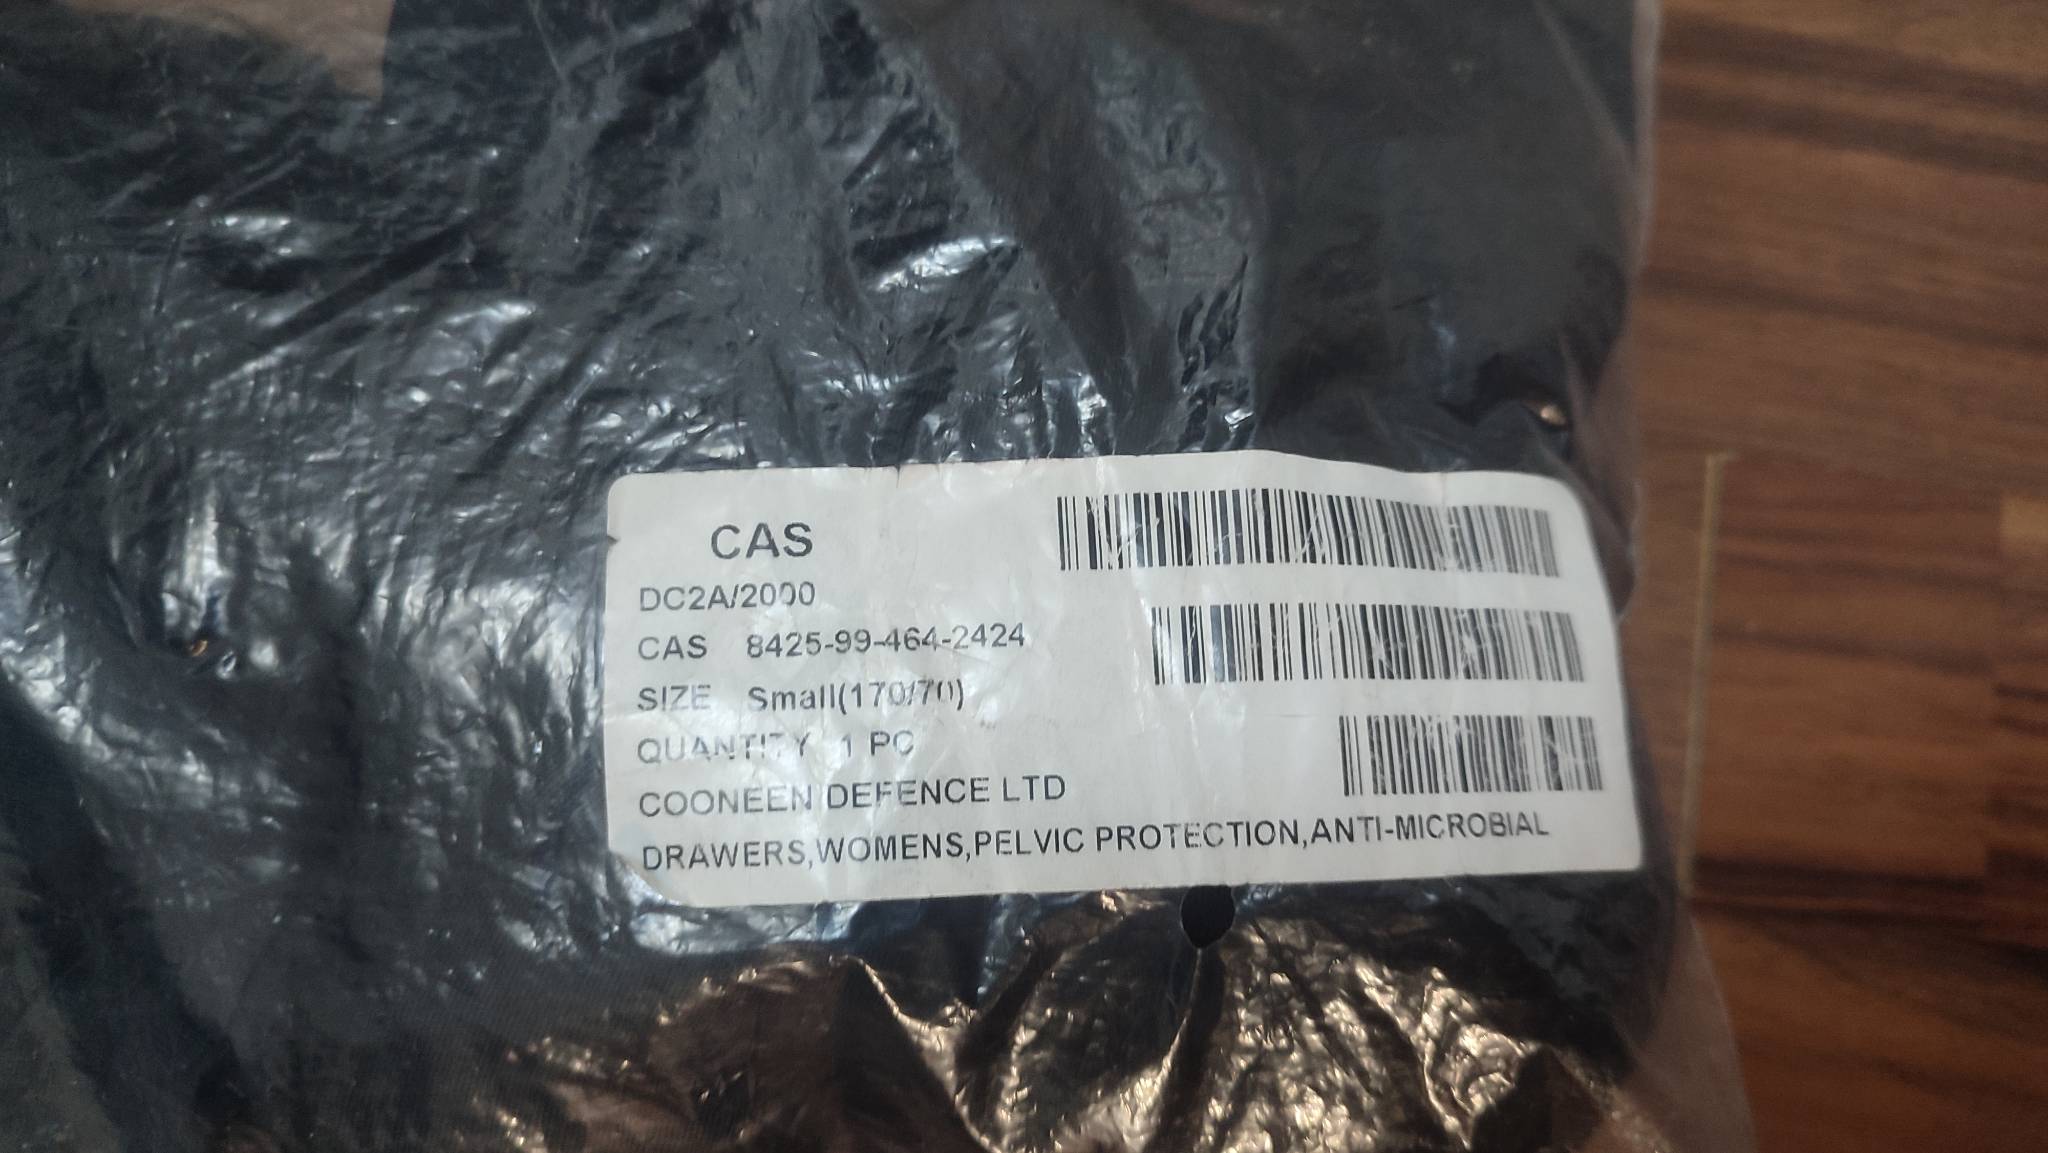 CAS
DC2A/2000
CAS 8425-99-464-2424
SIZE Small(170/70)
QUANTITY 1 PC
COONEEN DEFENCE LTD
DRAWERS,WOMENS,PELVIC PROTECTION,ANTI-MICROBIAL